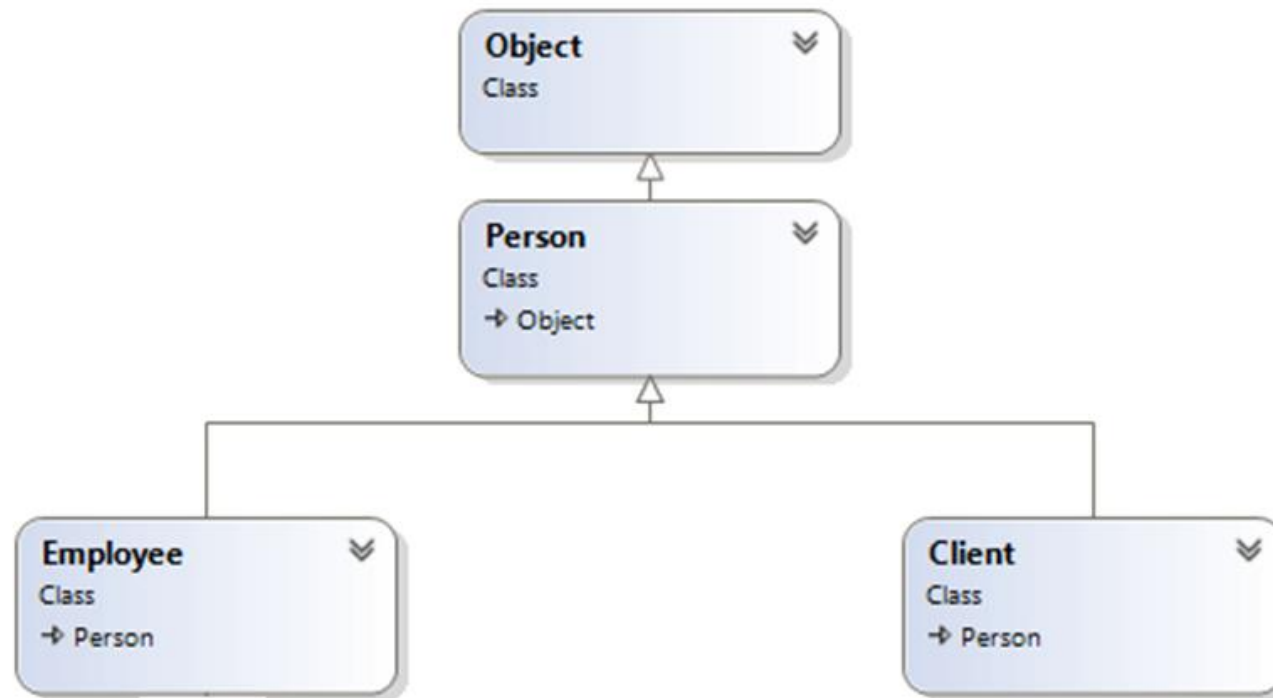 Object
Class
Person
Class
Object
Employee
Class
Person
Client
Class
Person